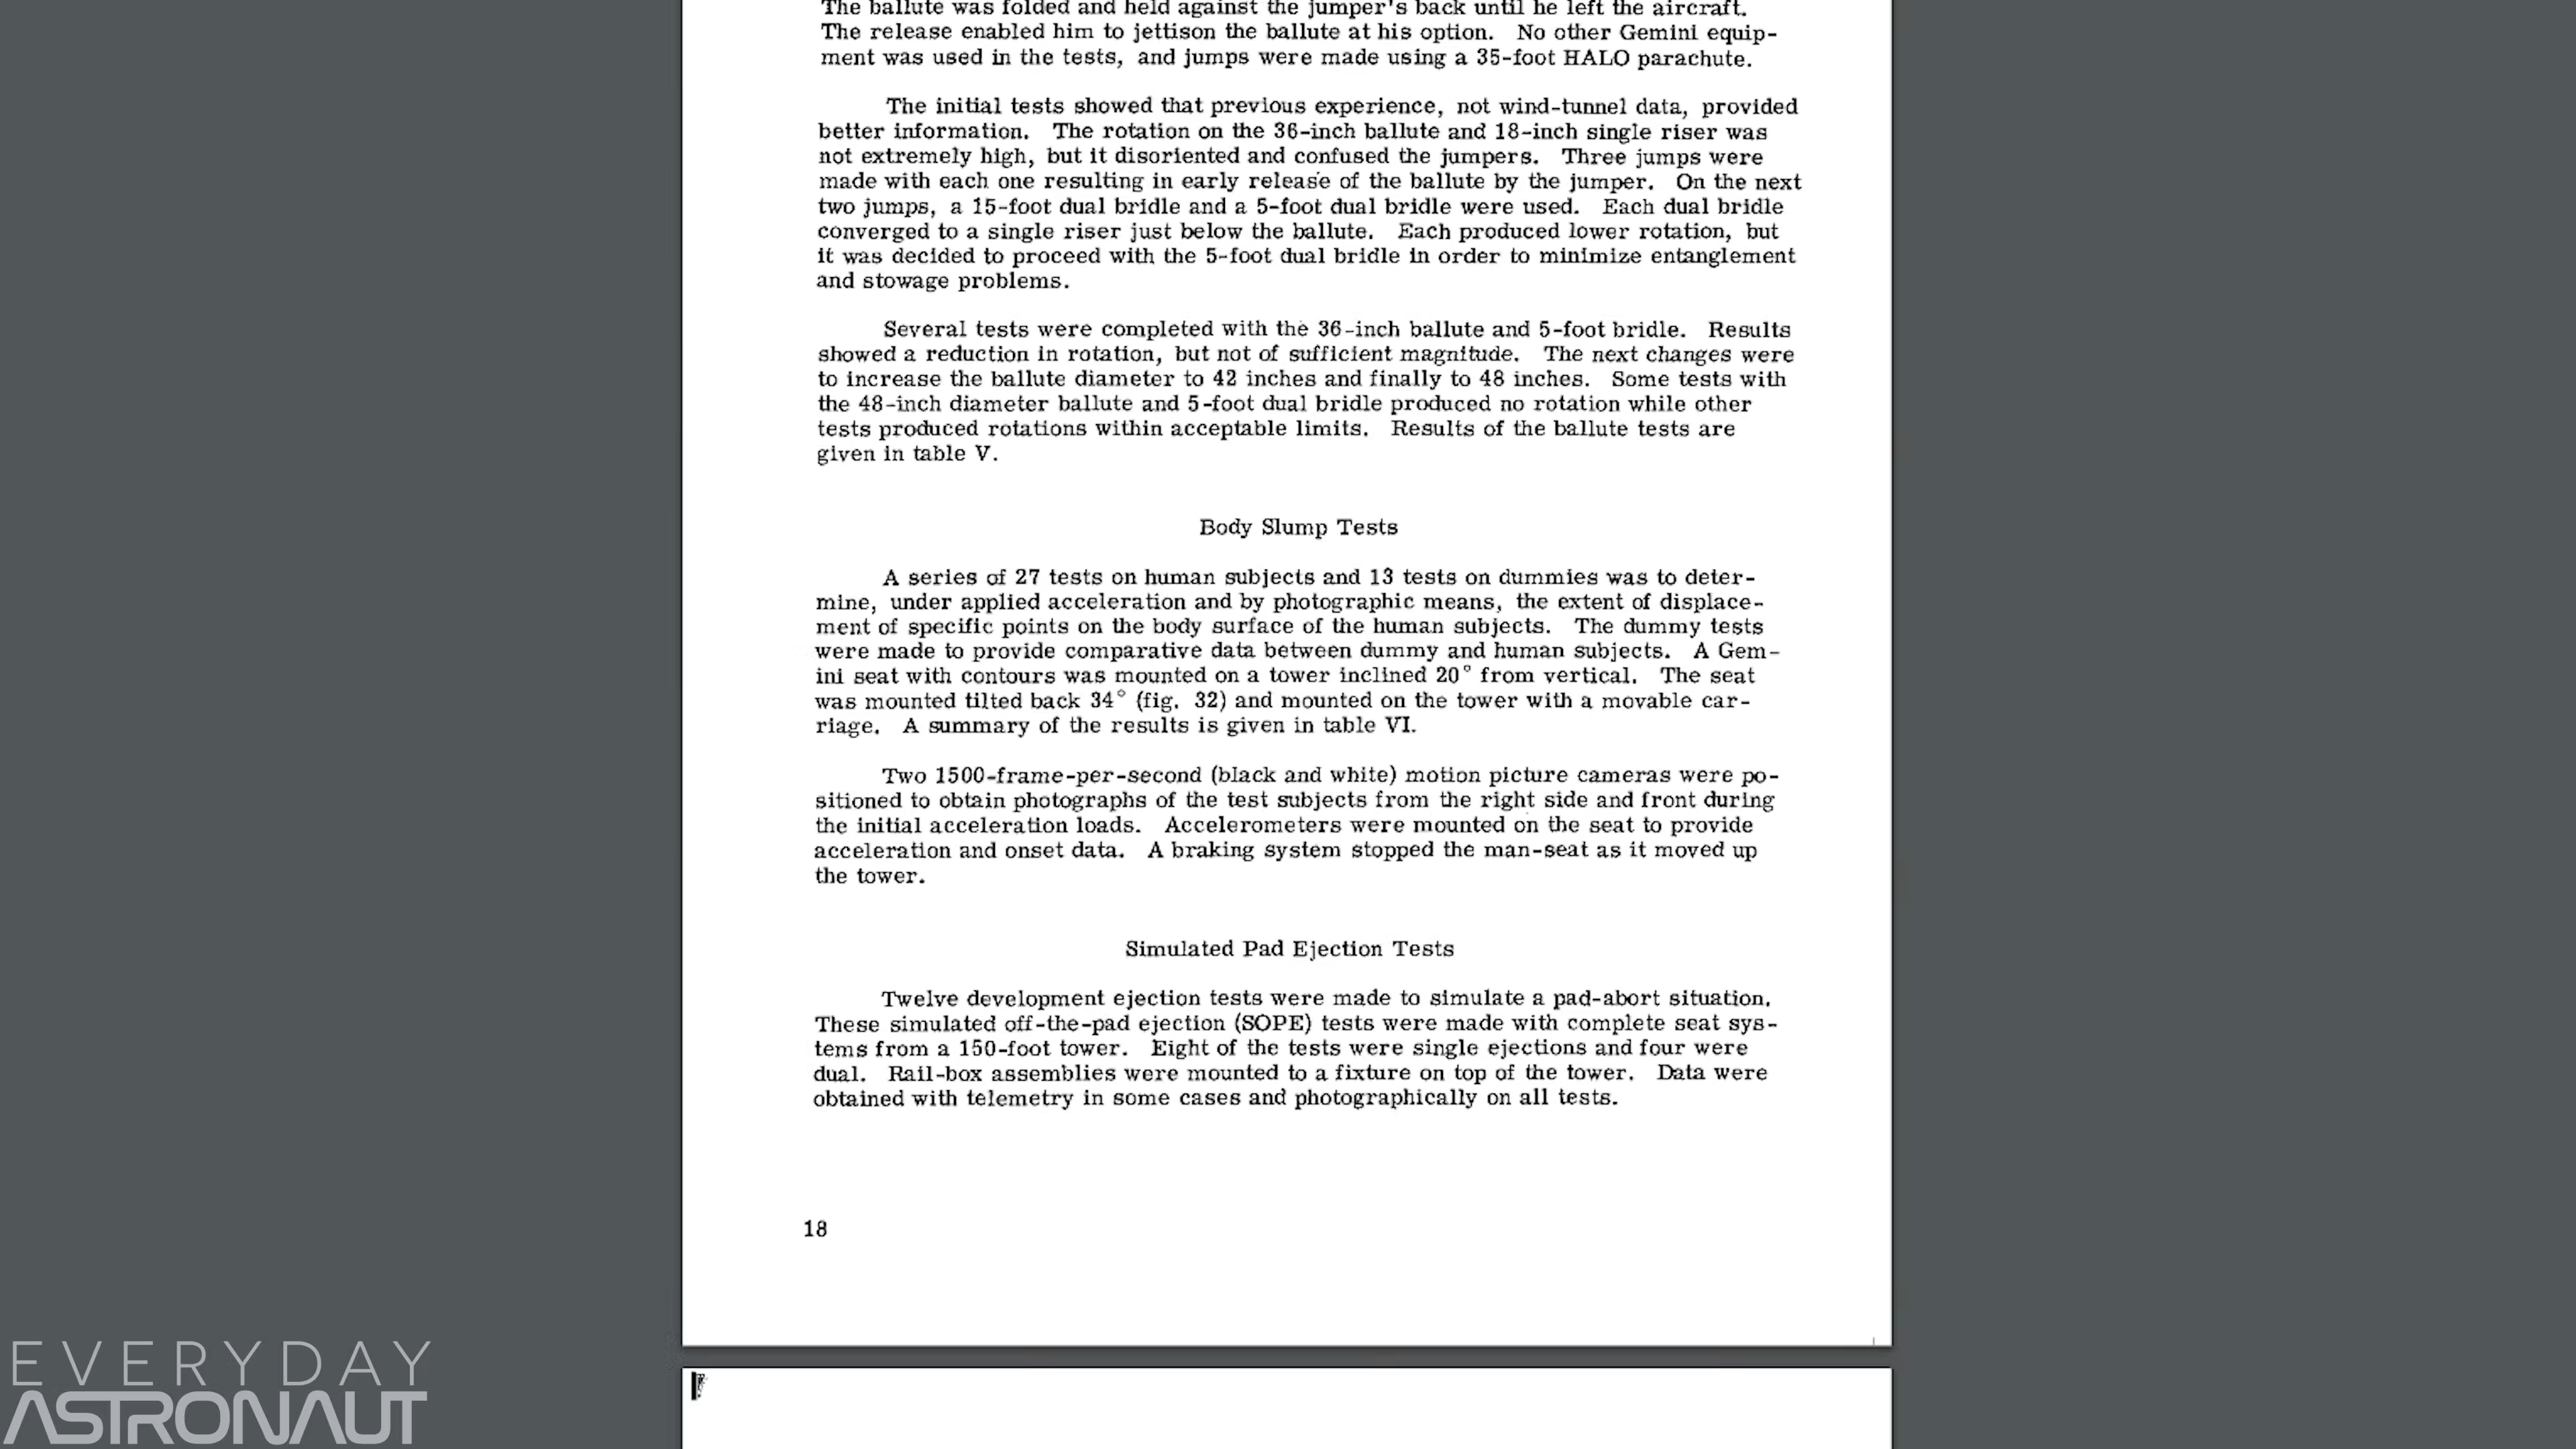 The ballute was folded and held against the jumper's back until he left the aircraft.
The release enabled him to jettison the ballute at his option. No other Gemini equip-
ment was used in the tests, and jumps were made using a 35-foot HALO parachute.
The initial tests showed that previous experience, not wind-tunnel data, provided
better information. The rotation on the 36-inch ballute and 18-inch single riser was
not extremely high, but it disoriented and confused the jumpers. Three jumps were
made with each one resulting in early release of the ballute by the jumper. On the next
two jumps, a 15-foot dual bridle and a 5-foot dual bridle were used. Each dual bridle
converged to a single riser just below the ballute. Each produced lower rotation, but
it was decided to proceed with the 5-foot dual bridle in order to minimize entanglement
and stowage problems.
Several tests were completed with the 36-inch ballute and 5-foot bridle. Results
showed a reduction in rotation, but not of sufficient magnitude. The next changes were
to increase the ballute diameter to 42 inches and finally to 48 inches. Some tests with
the 48-inch diameter ballute and 5-foot dual bridle produced no rotation while other
tests produced rotations within acceptable limits. Results of the ballute tests are
given in table V.
Body Slump Tests
A series of 27 tests on human subjects and 13 tests on dummies was to deter-
mine, under applied acceleration and by photographic means, the extent of displace-
ment of specific points on the body surface of the human subjects. The dummy tests
were made to provide comparative data between dummy and human subjects. A Gem-
ini seat with contours was mounted on a tower inclined 20° from vertical. The seat
was mounted tilted back 34° (fig. 32) and mounted on the tower with a movable car-
riage. A summary of the results is given in table VI.
Two 1500-frame-per-second (black and white) motion picture cameras were po-
sitioned to obtain photographs of the test subjects from the right side and front during
the initial acceleration loads. Accelerometers were mounted on the seat to provide
acceleration and onset data. A braking system stopped the man-seat as it moved up
the tower.
Simulated Pad Ejection Tests
Twelve development ejection tests were made to simulate a pad-abort situation.
These simulated off-the-pad ejection (SOPE) tests were made with complete seat sys-
tems from a 150-foot tower. Eight of the tests were single ejections and four were
dual. Rail-box assemblies were mounted to a fixture on top of the tower. Data were
obtained with telemetry in some cases and photographically on all tests.
18
EVERYDAY
ASTRONAUT